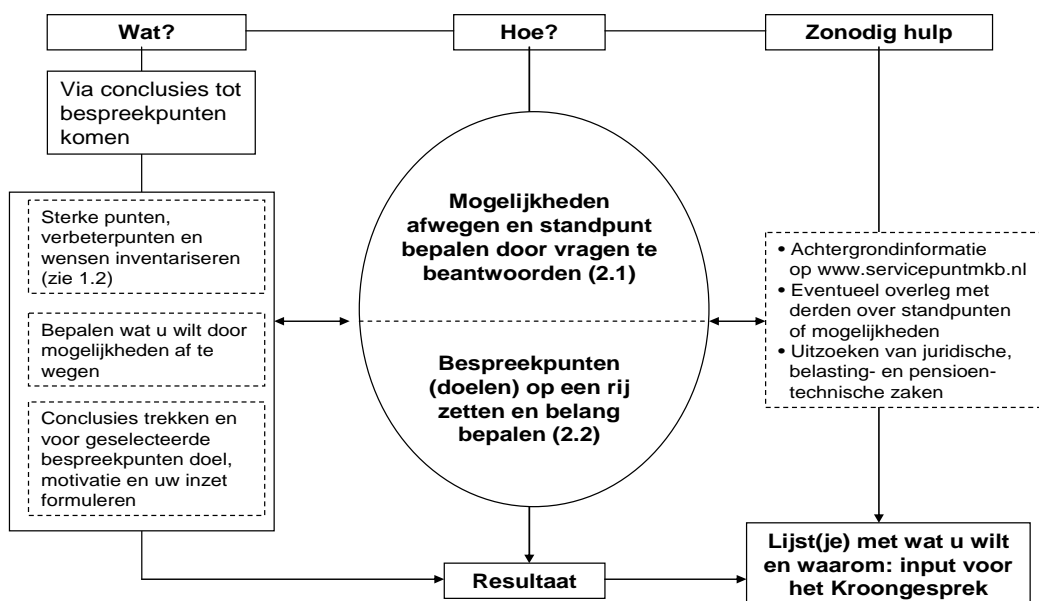 Wat?
Hoe?
Zonodig hulp
Via conclusies tot
bespreekpunten
komen
Sterke punten,
verbeterpunten en
wensen inventariseren
(zie 1.2)
Bepalen wat u wilt door
mogelijkheden af te
wegen
Conclusies trekken en
voor geselecteerde
bespreekpunten doel,
motivatie en uw inzet
formuleren
Mogelijkheden
afwegen en standpunt
bepalen door vragen te
beantwoorden (2.1)
Bespreekpunten
(doelen) op een rij
zetten en belang
bepalen (2.2)
• Achtergrondinformatie
op www.servicepuntmkb.nl
• Eventueel overleg met
derden over standpunten
of mogelijkheden
• Uitzoeken van juridische,
belasting- en pensioen-
technische zaken
Resultaat
Lijst(je) met wat u wilt
en waarom: input voor
het Kroongesprek